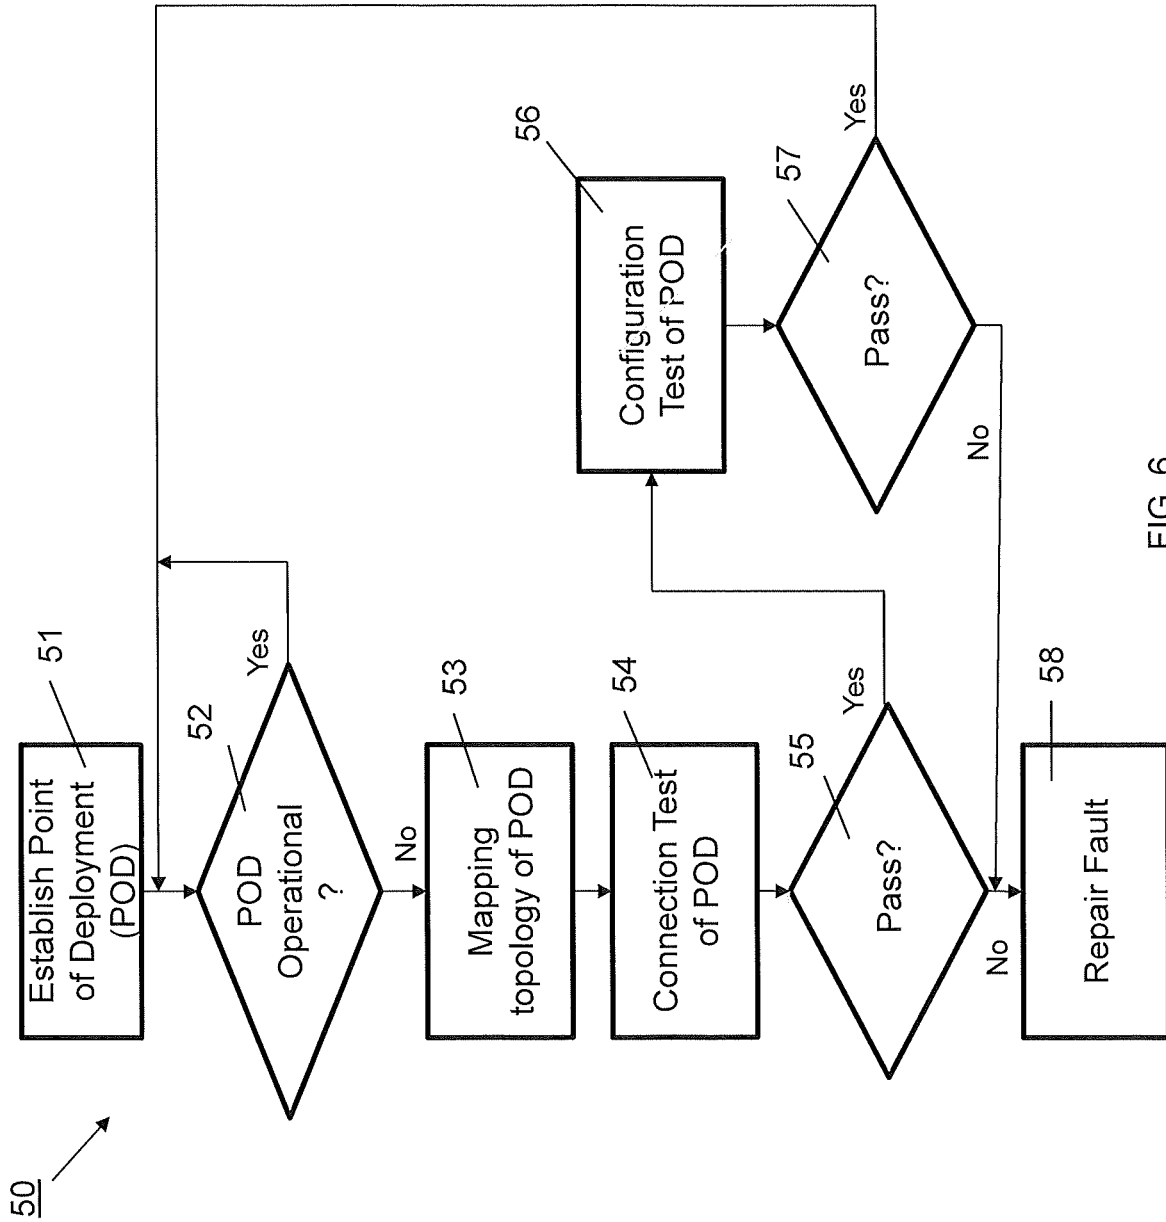 50
Establish Point
of Deployment
(POD)
51
POD
Operational
?
52
Yes
No
Mapping
topology of POD
53
Connection Test
of POD
54
Pass?
55
Yes
No
Configuration
Test of POD
56
Pass?
57
Yes
No
Repair Fault
58
FIG. 6